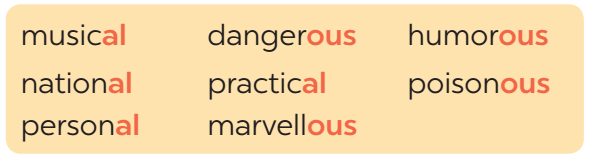 musical dangerous humorous
national practical poisonous
personal marvellous